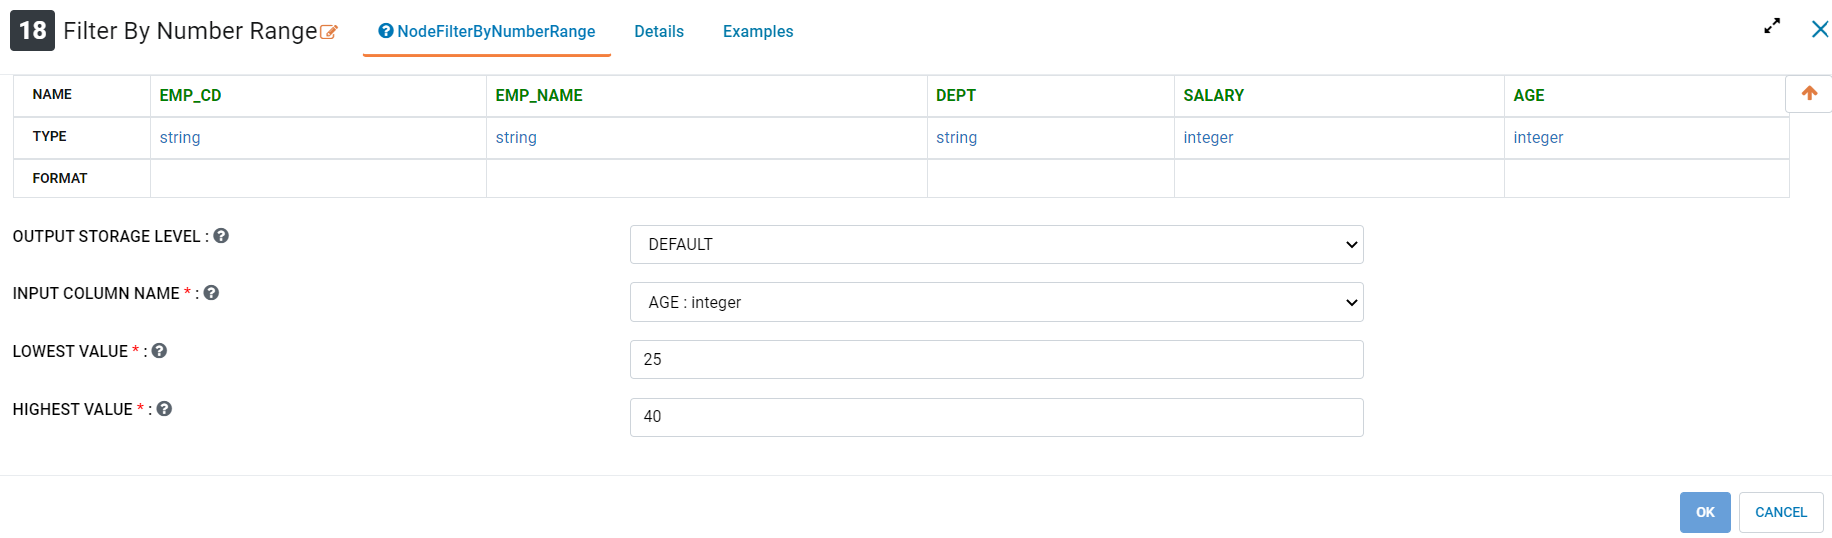 18 Filter By Number Range NodeFilterByNumberRange Details Examples
NAME EMP_CD EMP_NAME DEPT SALARY AGE
TYPE string string string integer integer
FORMAT
OUTPUT STORAGE LEVEL : DEFAULT
INPUT COLUMN NAME * : AGE : integer
LOWEST VALUE * : 25
HIGHEST VALUE * : 40
OK CANCEL